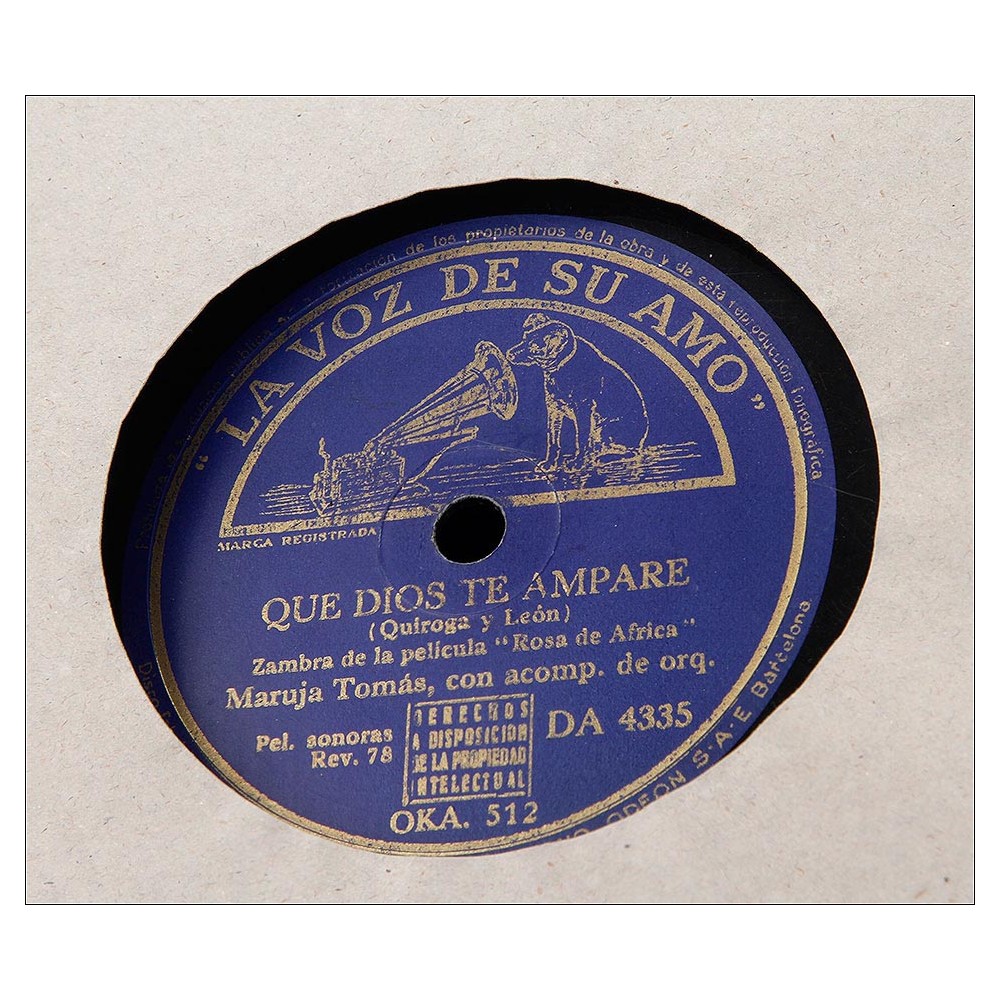 de los propietarios de la obra y de esta reproducción fonográfica
“LA VOZ DE SU AMO”
MARCA REGISTRADA
QUE DIOS TE AMPARE
(Quiroga y León)
Zambra de la película “Rosa de Africa”
Maruja Tomás, con acomp. de orq.
Pel. sonoras
Rev. 78
DERECHOS
A DISPOSICION
DE LA PROPIEDAD
INTELECTUAL
DA 4335
OKA. 512
ODEON S·A·E Barcelona